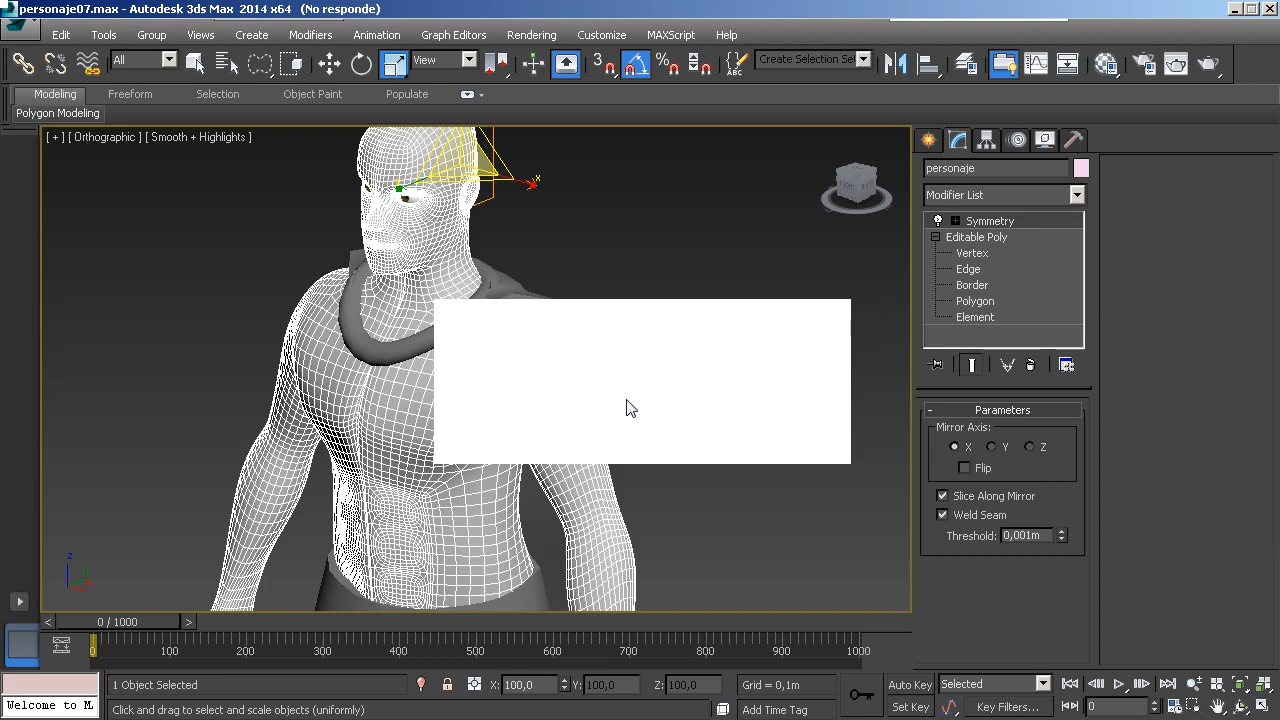 personaje07.max - Autodesk 3ds Max 2014 x64 (No responde)
Edit Tools Group Views Create Modifiers Animation Graph Editors Rendering Customize MAXScript Help
All View 3 Create Selection Se
Modeling Freeform Selection Object Paint Populate
Polygon Modeling
[ + ] [ Orthographic ] [ Smooth + Highlights ]
x
personaje
Modifier List
Symmetry
Editable Poly
Vertex
Edge
Border
Polygon
Element
Parameters
Mirror Axis:
X Y Z
Flip
Slice Along Mirror
Weld Seam
Threshold: 0,001m
z
0 / 1000
0 100 200 300 400 500 600 700 800 900 1000
1 Object Selected X: 100,0 Y: 100,0 Z: 100,0 Grid = 0,1m Auto Key Selected
Welcome to M Click and drag to select and scale objects (uniformly) Add Time Tag Set Key Key Filters... 0